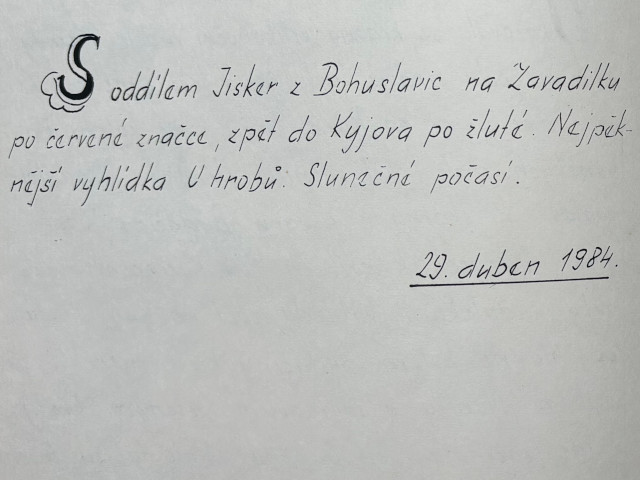 S oddílem Jisker z Bohuslavic na Zavadilku
po červené značce, zpět do Kyjova po žluté. Nejpěk-
nější vyhlídka U hrobů. Slunečné počasí.
29. duben 1984.